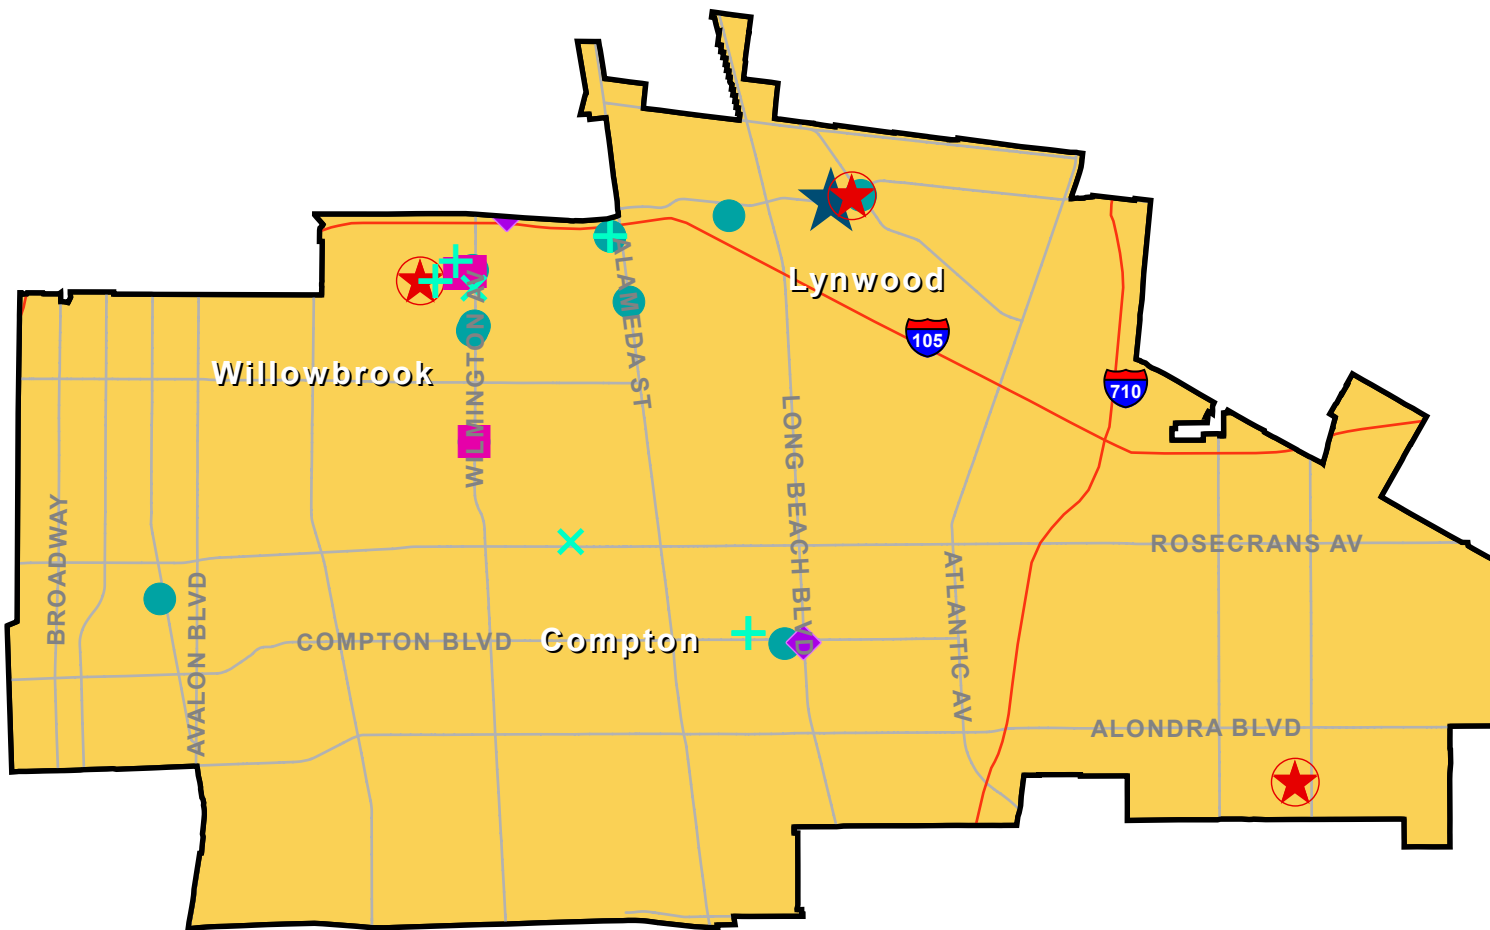 Lynwood
105
Willowbrook
710
WILMINGTON AV
ALAMEDA ST
LONG BEACH BLVD
BROADWAY
AVALON BLVD
COMPTON BLVD
Compton
ATLANTIC AV
ROSECRANS AV
ALONDRA BLVD